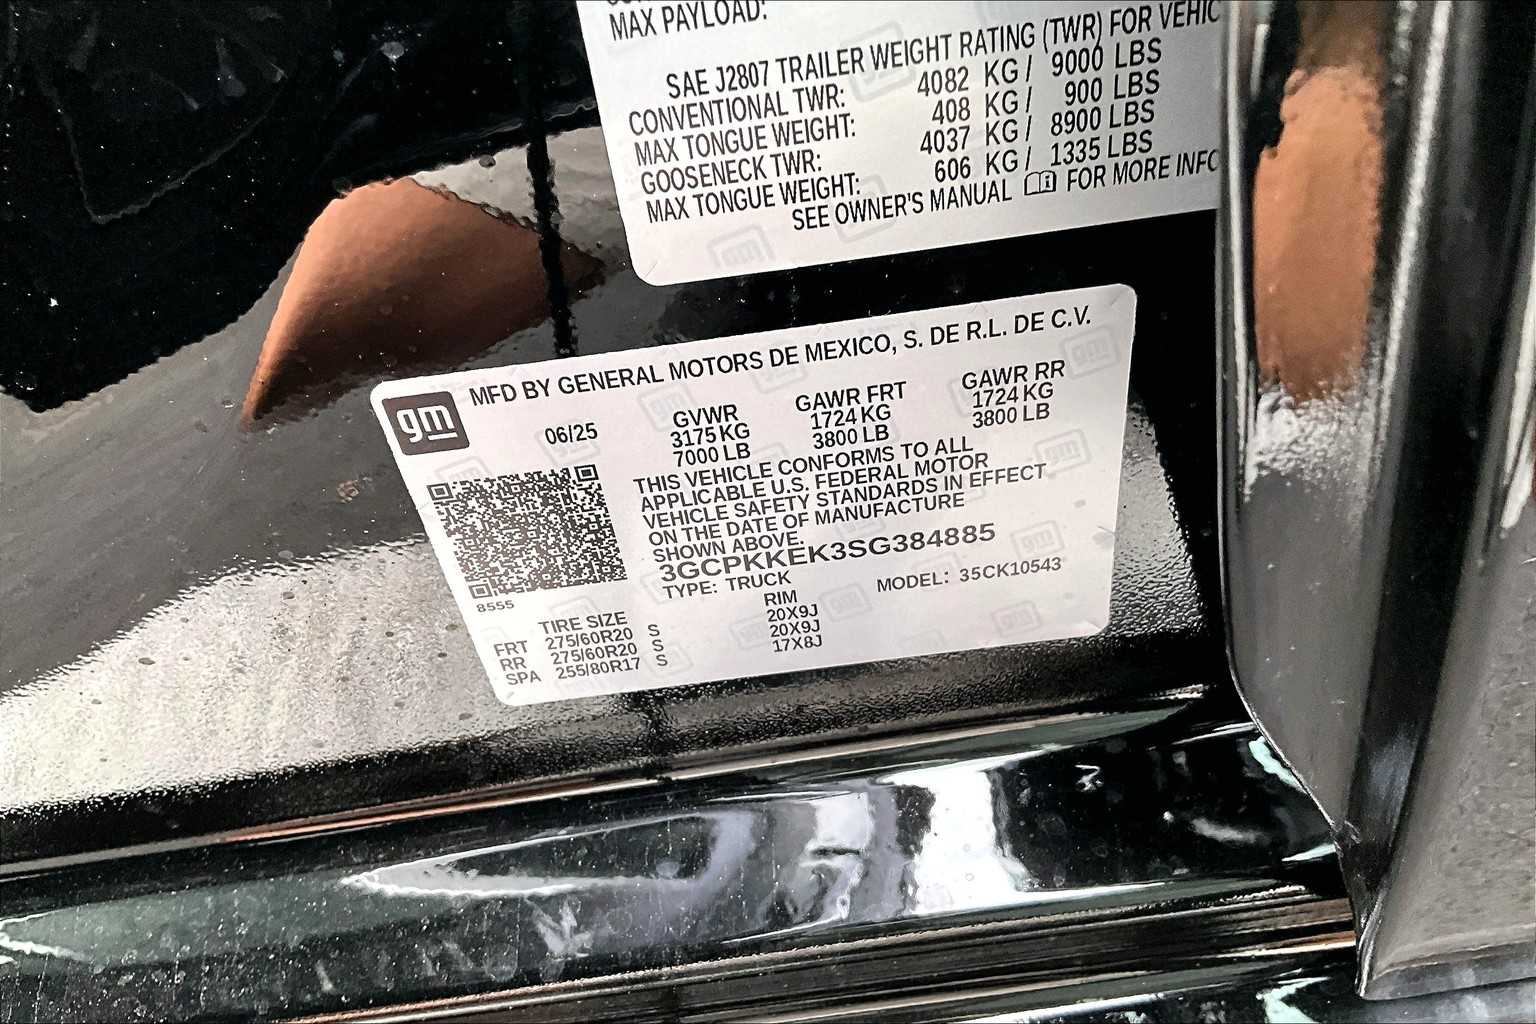 MAX PAYLOAD:
SAE J2807 TRAILER WEIGHT RATING (TWR) FOR
CONVENTIONAL TWR: 4082 KG / 9000 LBS
MAX TONGUE WEIGHT: 408 KG / 900 LBS
GOOSENECK TWR: 4037 KG / 8900 LBS
MAX TONGUE WEIGHT: 606 KG / 1335 LBS
SEE OWNER'S MANUAL FOR MORE
gm
MFD BY GENERAL MOTORS DE MEXICO, S. DE R.L. DE C.V.
06/25 GVWR GAWR FRT GAWR RR
3175 KG 1724 KG 1724 KG
7000 LB 3800 LB 3800 LB
THIS VEHICLE CONFORMS TO ALL
APPLICABLE U.S. FEDERAL MOTOR
VEHICLE SAFETY STANDARDS IN EFFECT
ON THE DATE OF MANUFACTURE
SHOWN ABOVE.
3GCPKKEK3SG384885
TYPE: TRUCK MODEL: 35CK10543
8555
TIRE SIZE RIM
FRT 275/60R20 S 20X9J
RR 275/60R20 S 20X9J
SPA 255/80R17 S 17X8J